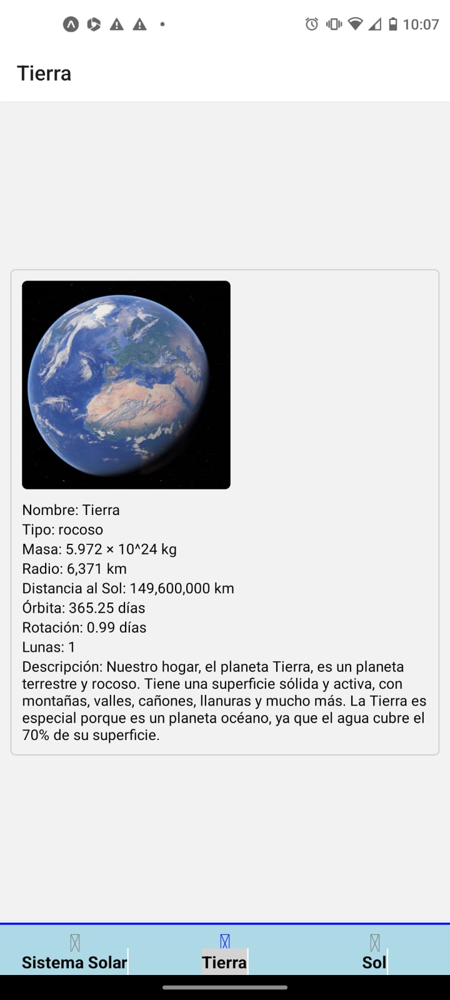 10:07
Tierra
Nombre: Tierra
Tipo: rocoso
Masa: 5.972 × 10^24 kg
Radio: 6,371 km
Distancia al Sol: 149,600,000 km
Órbita: 365.25 días
Rotación: 0.99 días
Lunas: 1
Descripción: Nuestro hogar, el planeta Tierra, es un planeta
terrestre y rocoso. Tiene una superficie sólida y activa, con
montañas, valles, cañones, llanuras y mucho más. La Tierra es
especial porque es un planeta océano, ya que el agua cubre el
70% de su superficie.
Sistema Solar
Tierra
Sol